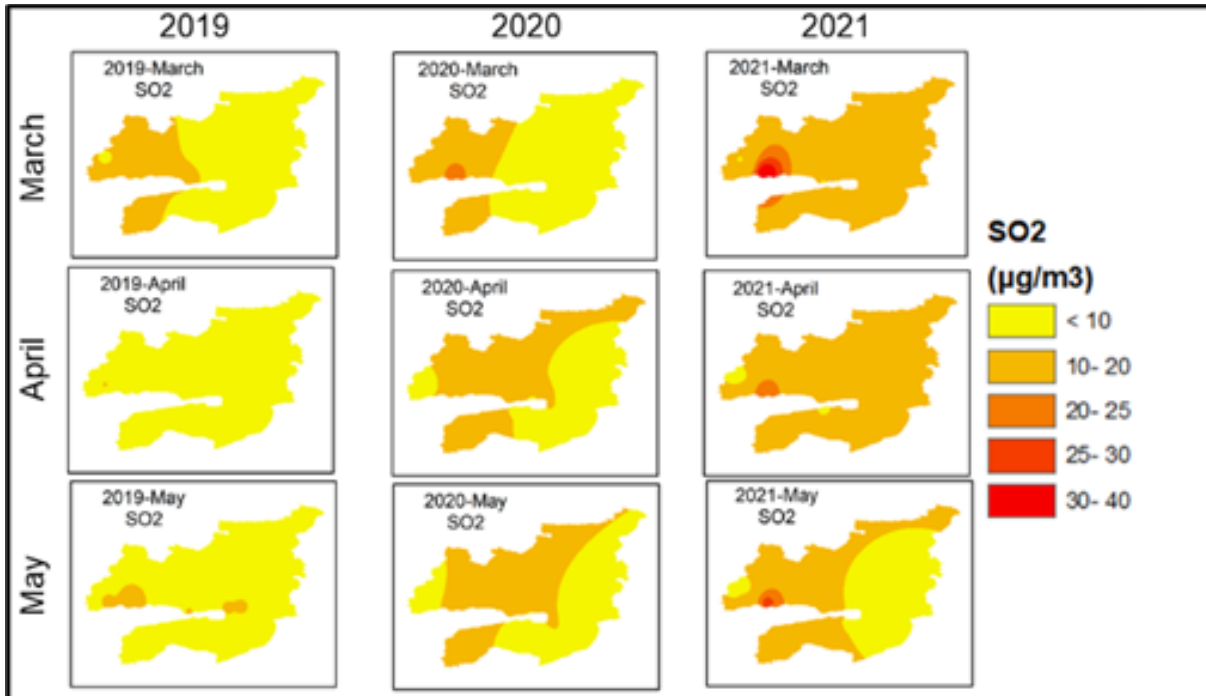 2019 2020 2021
March
2019-March
SO2
2020-March
SO2
2021-March
SO2
April
2019-April
SO2
2020-April
SO2
2021-April
SO2
May
2019-May
SO2
2020-May
SO2
2021-May
SO2
SO2
(µg/m3)
< 10
10- 20
20- 25
25- 30
30- 40